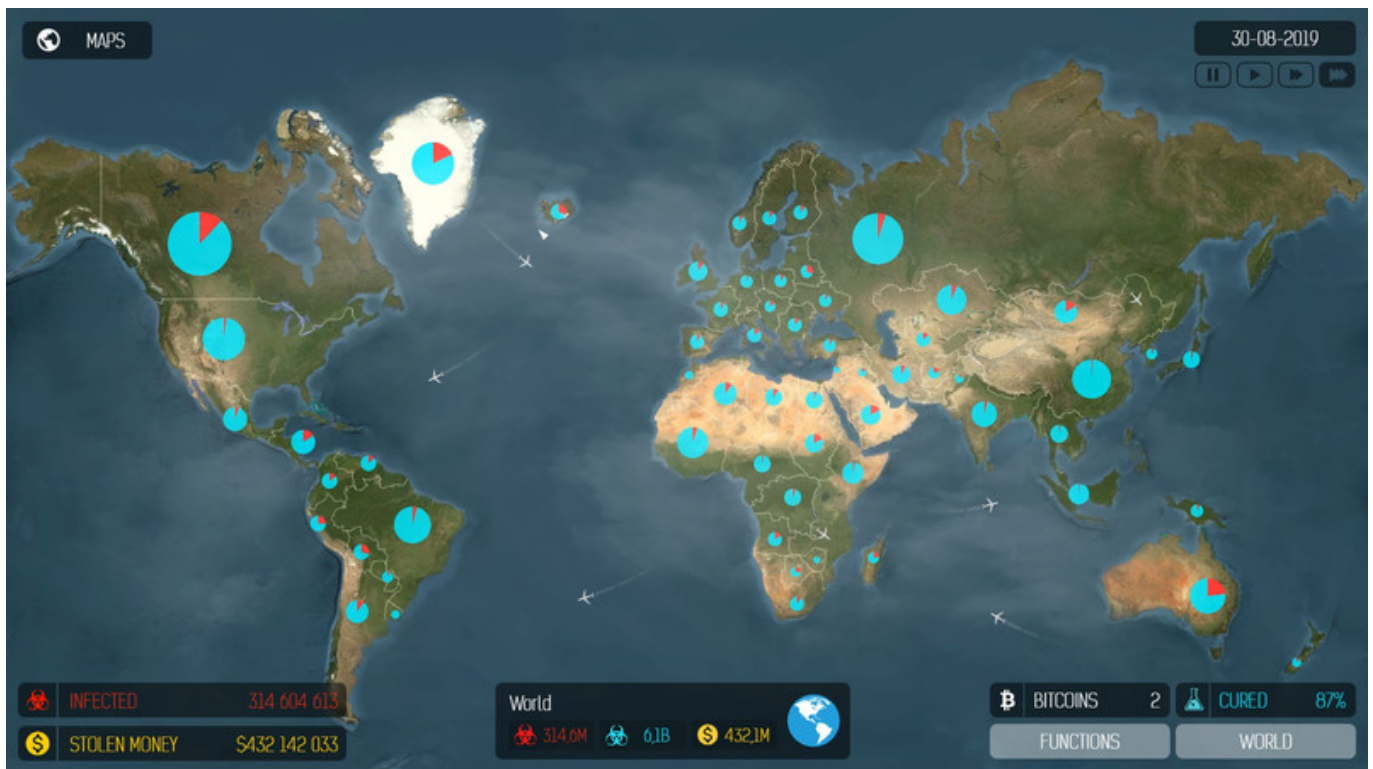 MAPS
30-08-2019
INFECTED 314 604 613
STOLEN MONEY $432 142 033
World
314,6M 6,1B 432,1M
BITCOINS 2
CURED 87%
FUNCTIONS
WORLD